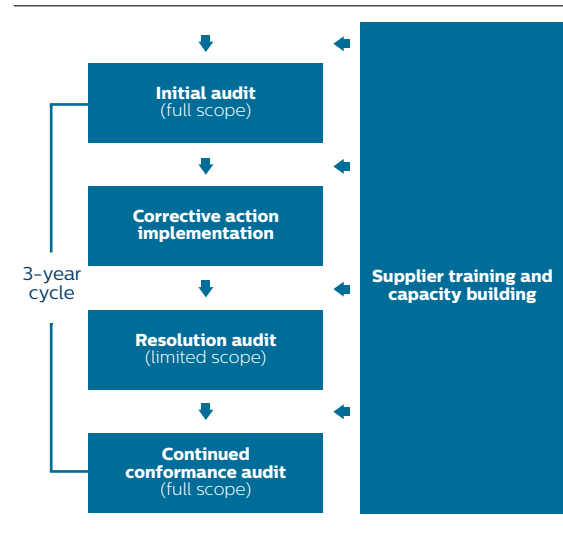 Initial audit
(full scope)
Corrective action
implementation
3-year
cycle
Supplier training and
capacity building
Resolution audit
(limited scope)
Continued
conformance audit
(full scope)